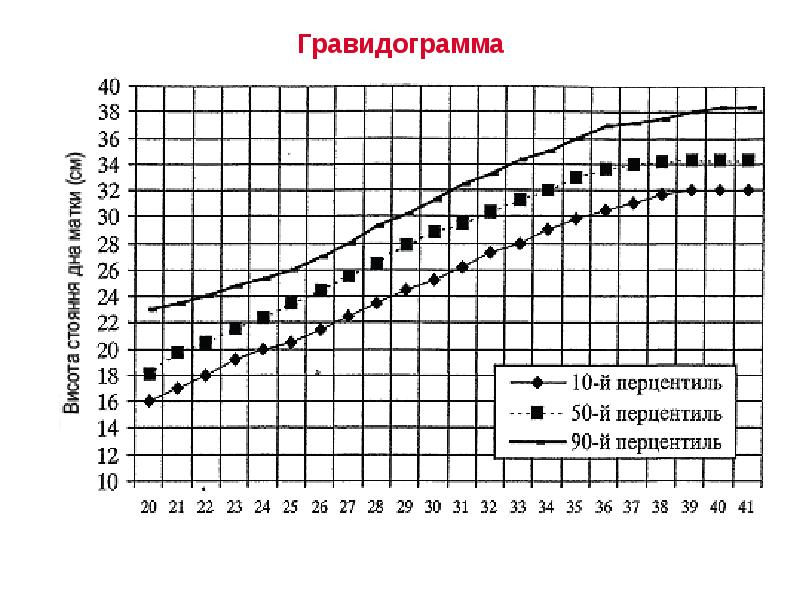 Гравидограмма
Висота стояння дна матки (см)
40
38
36
34
32
30
28
26
24
22
20
18
16
14
12
10
20 21 22 23 24 25 26 27 28 29 30 31 32 33 34 35 36 37 38 39 40 41
10-й перцентиль
50-й перцентиль
90-й перцентиль